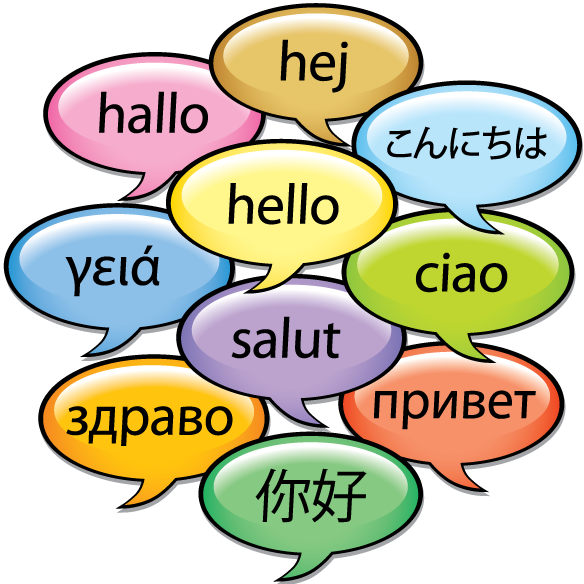 hej
hallo
こんにちは
hello
γειά
ciao
salut
здраво
привет
你好